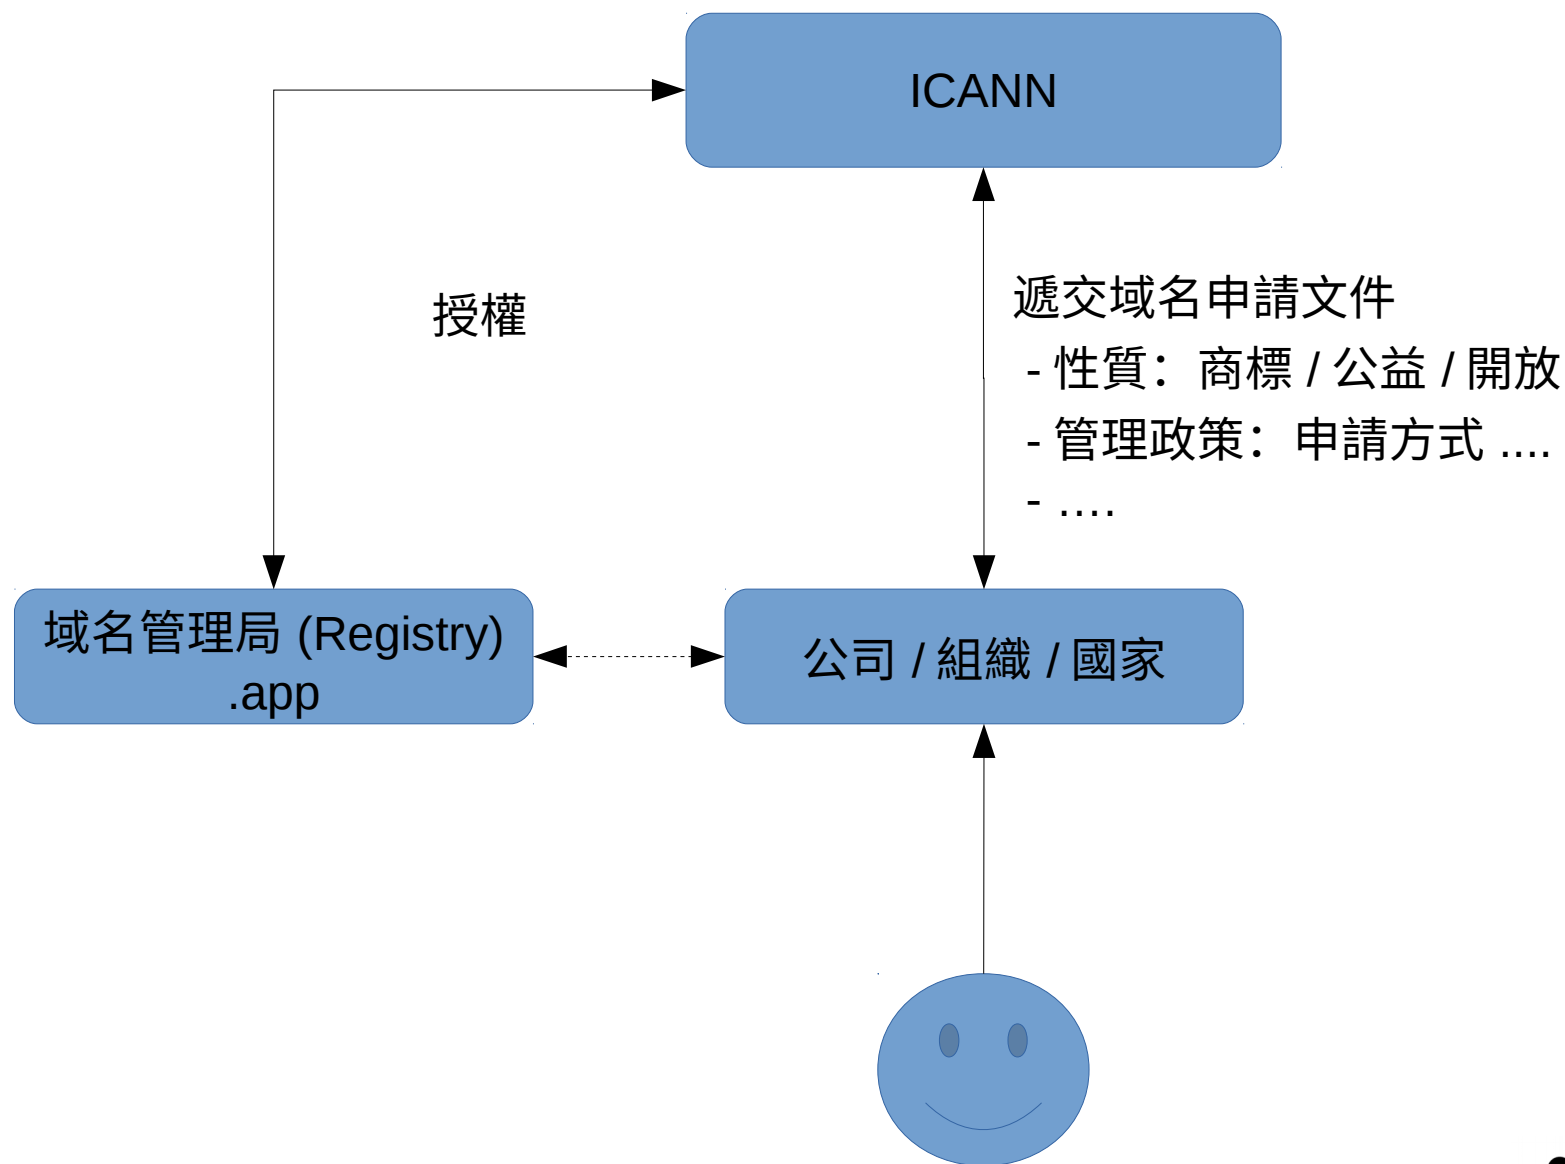 ICANN
授權
遞交域名申請文件
- 性質：商標 / 公益 / 開放
- 管理政策：申請方式 ....
- ….
域名管理局 (Registry)
.app
公司 / 組織 / 國家